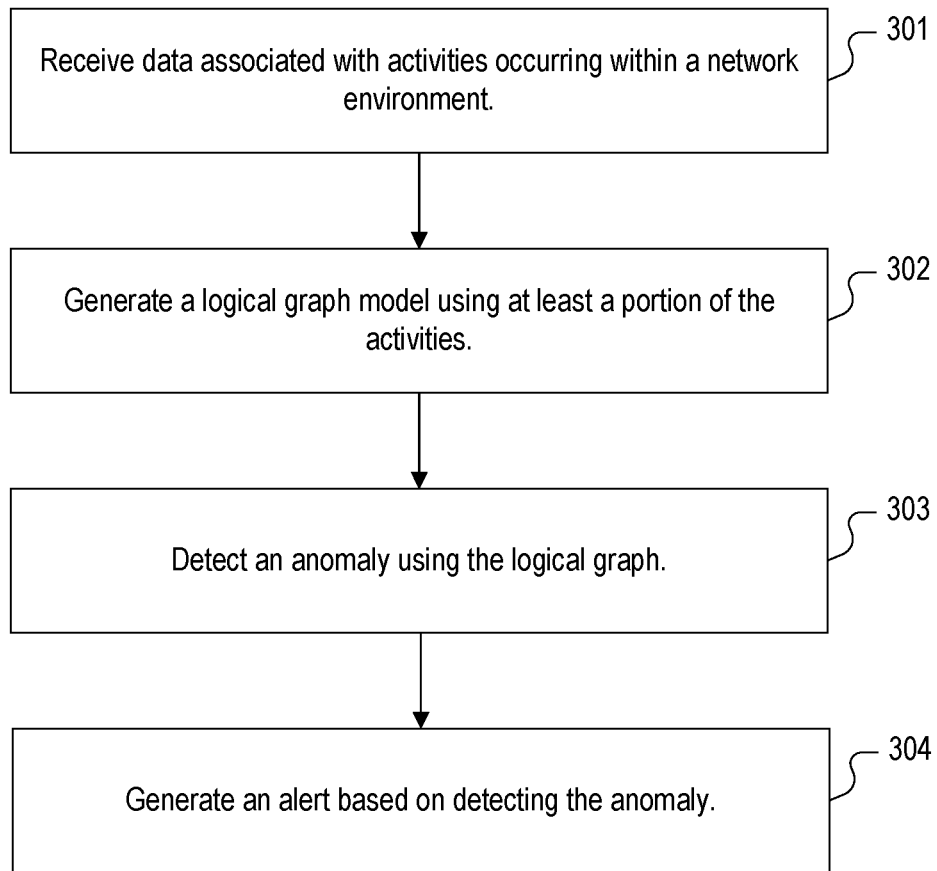 Receive data associated with activities occurring within a network
environment.
301
Generate a logical graph model using at least a portion of the
activities.
302
Detect an anomaly using the logical graph.
303
Generate an alert based on detecting the anomaly.
304